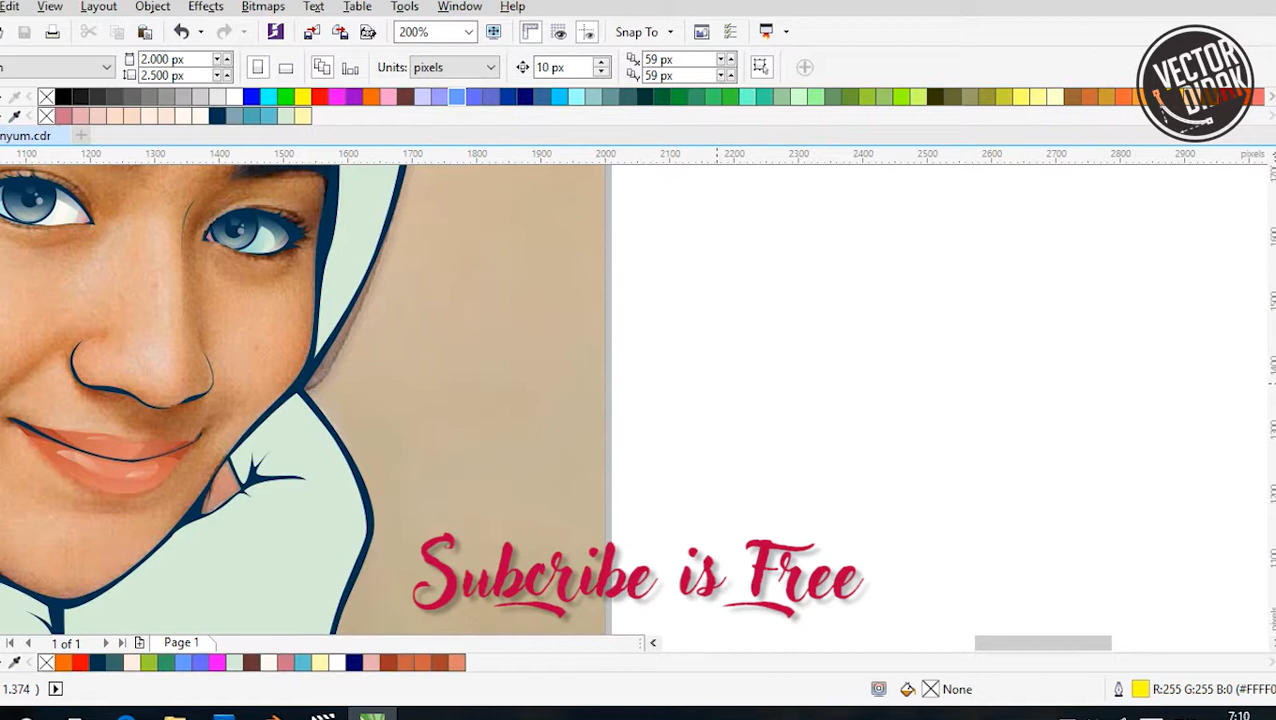 Edit View Layout Object Effects Bitmaps Text Table Tools Window Help
200% Snap To
2.000 px
2.500 px
Units: pixels
10 px
59 px
59 px
VECTOR
DIDAK
nyum.cdr
1100 1200 1300 1400 1500 1600 1700 1800 1900 2000 2100 2200 2300 2400 2500 2600 2700 2800 2900 pixels
Subcribe is Free
1 of 1 Page 1
1.374 ) None R:255 G:255 B:0 (#FFFF0
7:10